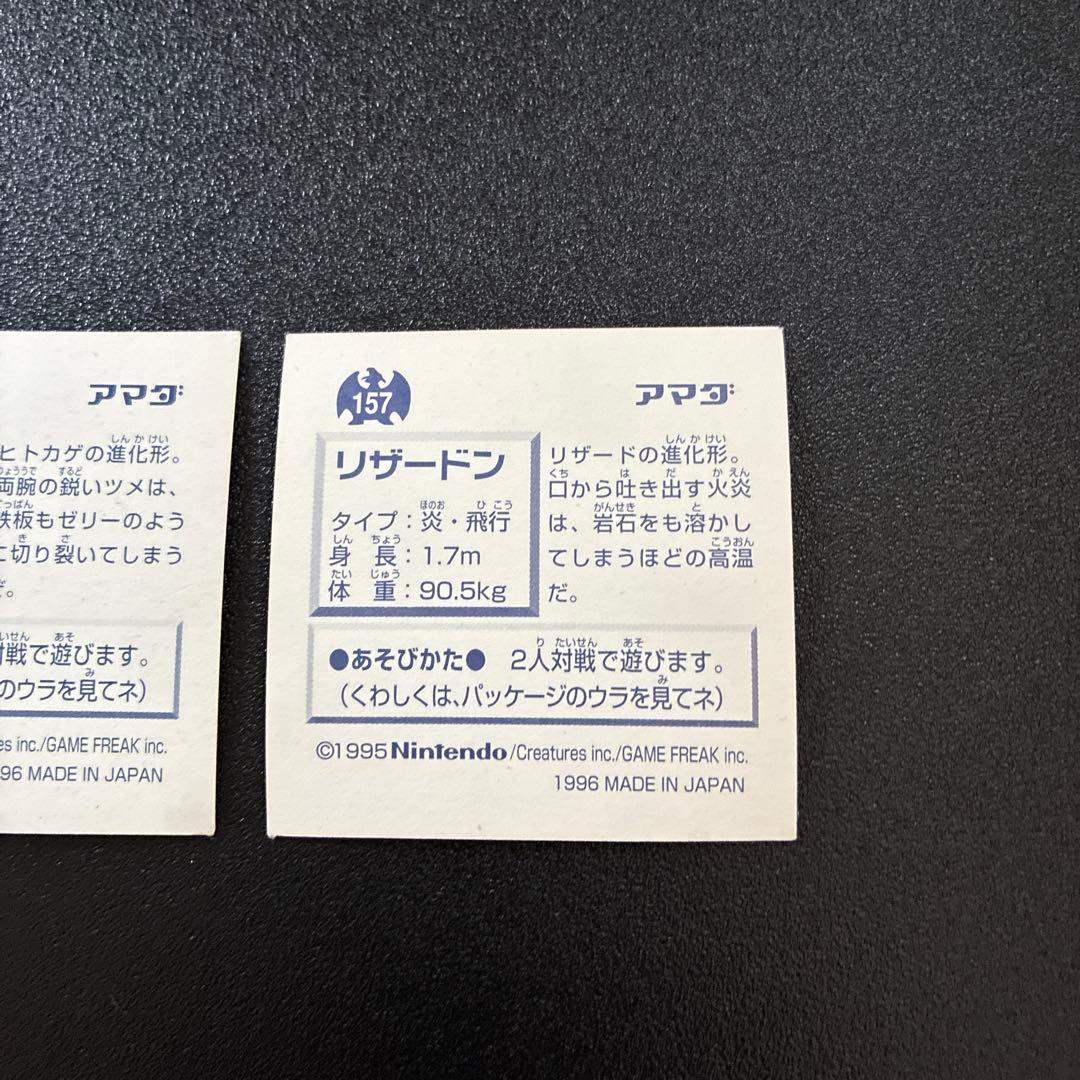 アマダ
ヒトカゲの進化形。
両腕の鋭いツメは、
鉄板もゼリーのよう
に切り裂いてしまう
だ。
対戦で遊びます。
のウラを見てネ)
es inc./GAME FREAK inc.
96 MADE IN JAPAN
157
アマダ
リザードン
タイプ：炎・飛行
身長：1.7m
体重：90.5kg
リザードの進化形。
口から吐き出す火炎
は、岩石をも溶かし
てしまうほどの高温
だ。
●あそびかた● 2人対戦で遊びます。
(くわしくは、パッケージのウラを見てネ)
©1995 Nintendo/Creatures inc./GAME FREAK inc.
1996 MADE IN JAPAN